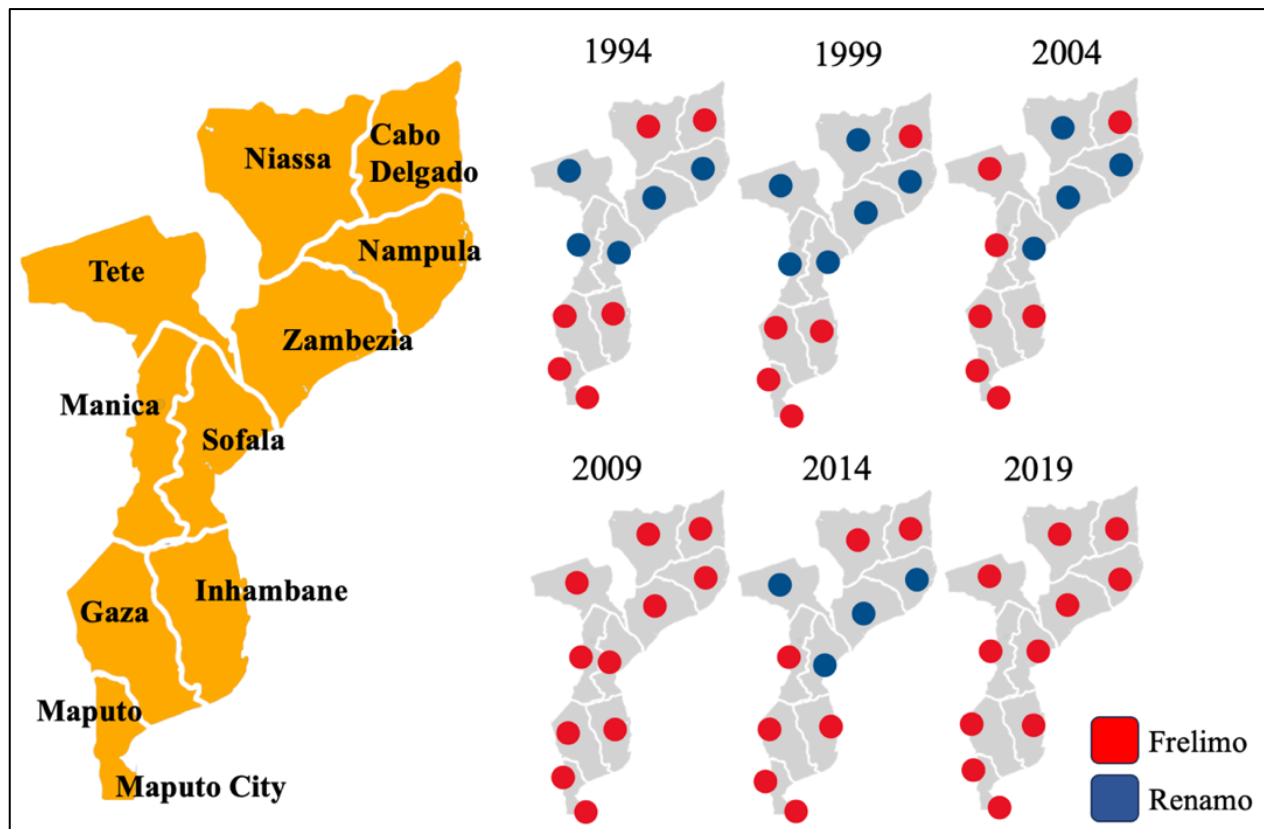 1994
1999
2004
Cabo
Delgado
Niassa
Nampula
Tete
Zambezia
Manica
Sofala
2009
2014
2019
Inhambane
Gaza
Maputo
Maputo City
Frelimo
Renamo